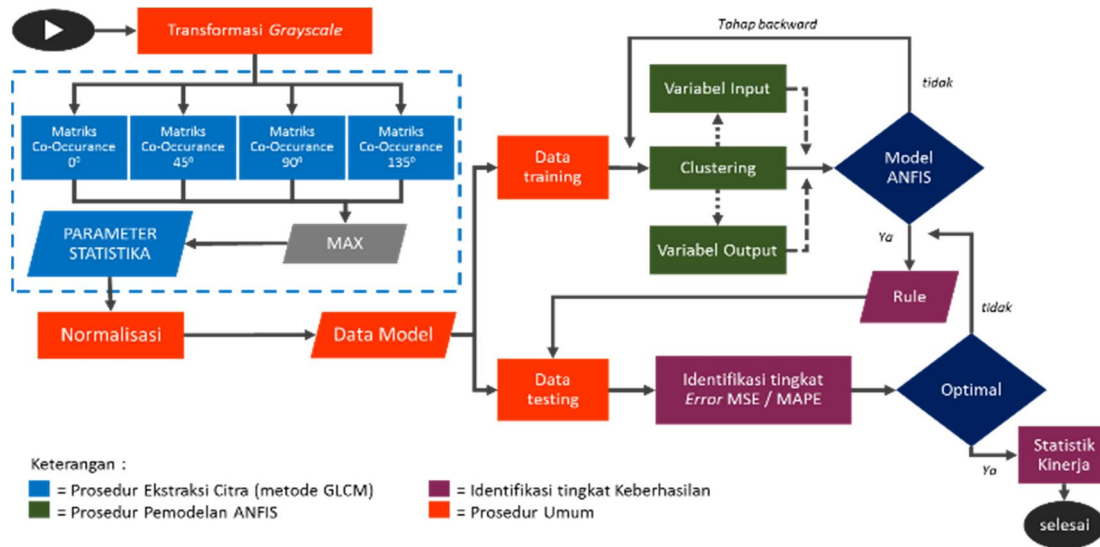 Transformasi Grayscale
Matriks
Co-Occurance
0⁰
Matriks
Co-Occurance
45⁰
Matriks
Co-Occurance
90⁰
Matriks
Co-Occurance
135⁰
PARAMETER
STATISTIKA
MAX
Normalisasi
Data Model
Data
training
Data
testing
Tahap backward
Variabel Input
Clustering
Variabel Output
tidak
Model
ANFIS
Ya
Rule
tidak
Identifikasi tingkat
Error MSE / MAPE
Optimal
Ya
Statistik
Kinerja
selesai
Keterangan :
= Prosedur Ekstraksi Citra (metode GLCM)
= Prosedur Pemodelan ANFIS
= Identifikasi tingkat Keberhasilan
= Prosedur Umum